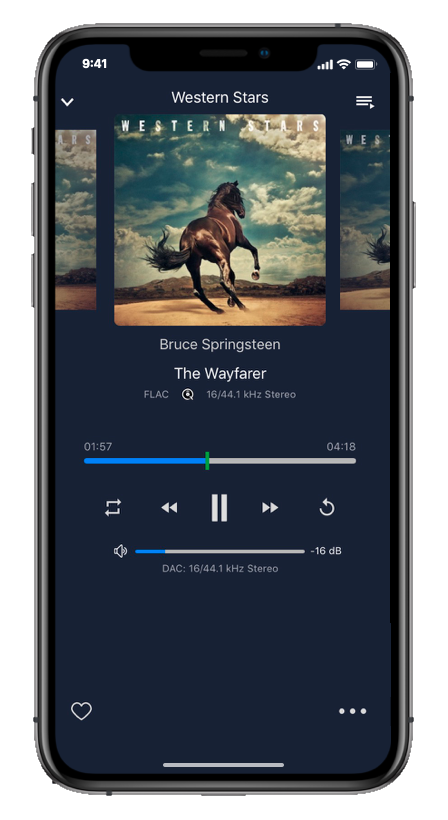 9:41
Western Stars
WESTERN STARS
ARS
WES
Bruce Springsteen
The Wayfarer
FLAC 16/44.1 kHz Stereo
01:57 04:18
-16 dB
DAC: 16/44.1 kHz Stereo